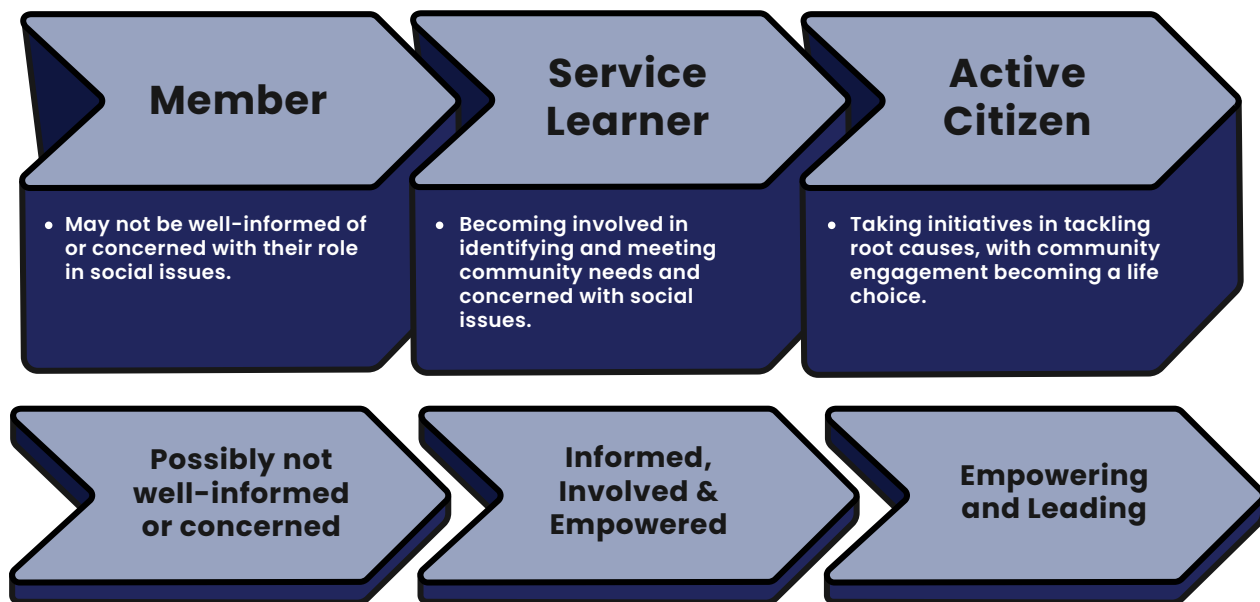 Member
Service
Learner
Active
Citizen
• May not be well-informed of
or concerned with their role
in social issues.
• Becoming involved in
identifying and meeting
community needs and
concerned with social
issues.
• Taking initiatives in tackling
root causes, with community
engagement becoming a life
choice.
Possibly not
well-informed
or concerned
Informed,
Involved &
Empowered
Empowering
and Leading